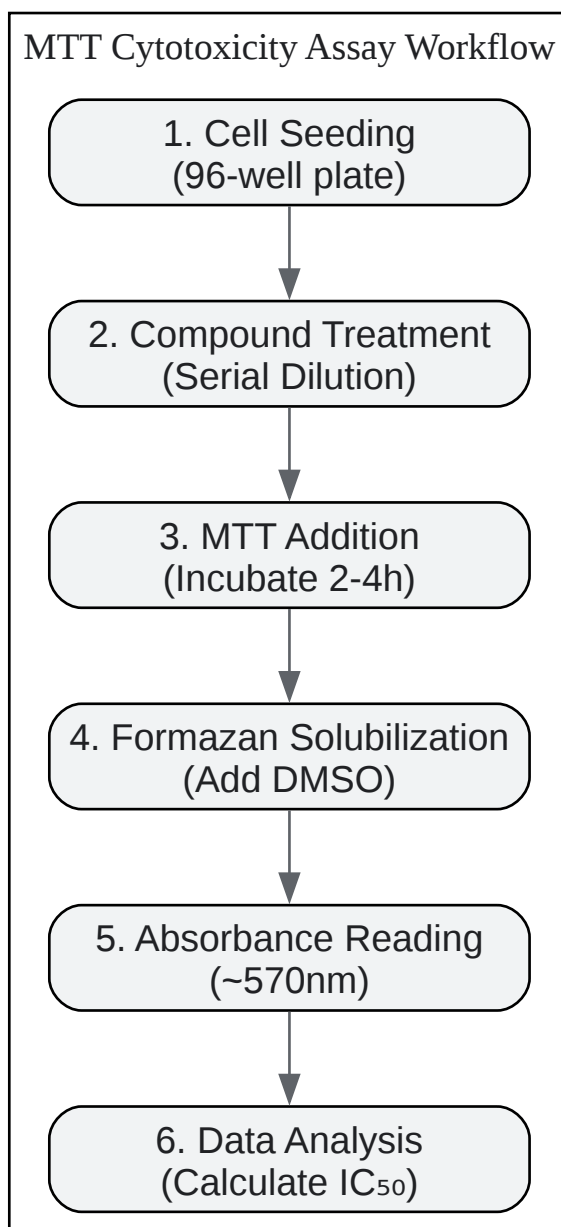 MTT Cytotoxicity Assay Workflow
1. Cell Seeding
(96-well plate)
2. Compound Treatment
(Serial Dilution)
3. MTT Addition
(Incubate 2-4h)
4. Formazan Solubilization
(Add DMSO)
5. Absorbance Reading
(~570nm)
6. Data Analysis
(Calculate IC₅₀)